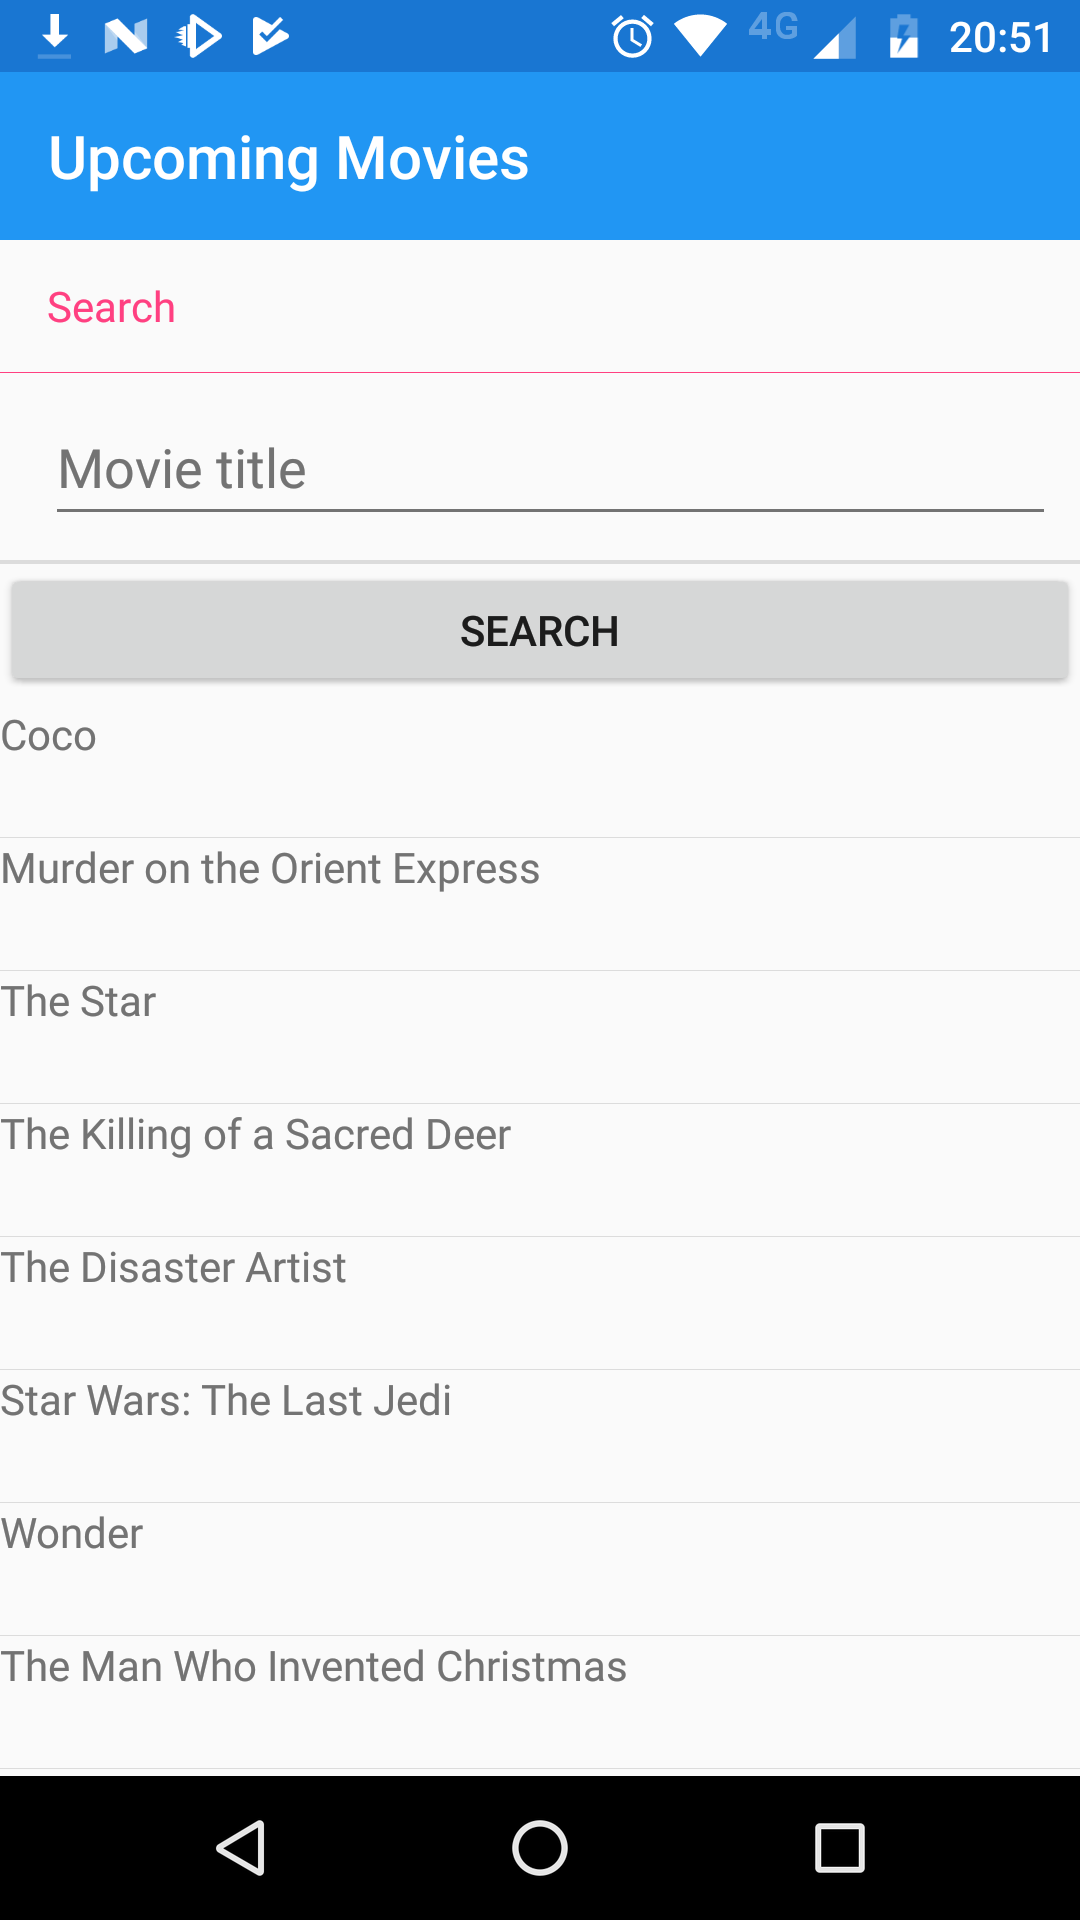 4G 20:51
Upcoming Movies
Search
Movie title
SEARCH
Coco
Murder on the Orient Express
The Star
The Killing of a Sacred Deer
The Disaster Artist
Star Wars: The Last Jedi
Wonder
The Man Who Invented Christmas